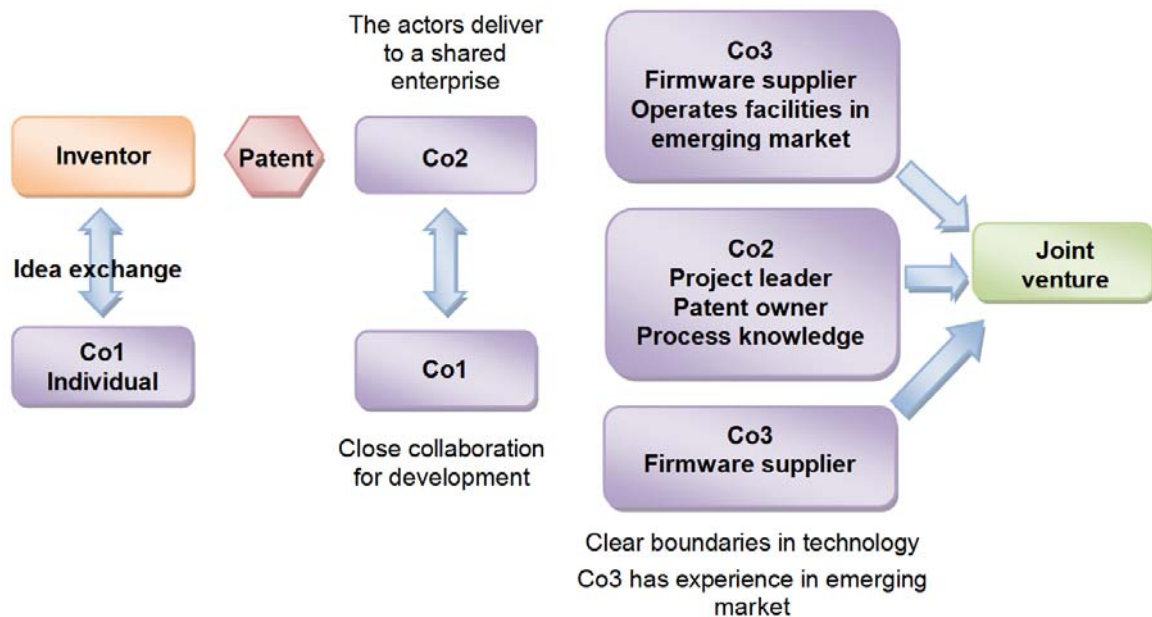 Inventor
Idea exchange
Co1
Individual
Patent
The actors deliver
to a shared
enterprise
Co2
Co1
Close collaboration
for development
Co3
Firmware supplier
Operates facilities in
emerging market
Co2
Project leader
Patent owner
Process knowledge
Co3
Firmware supplier
Clear boundaries in technology
Co3 has experience in emerging
market
Joint
venture